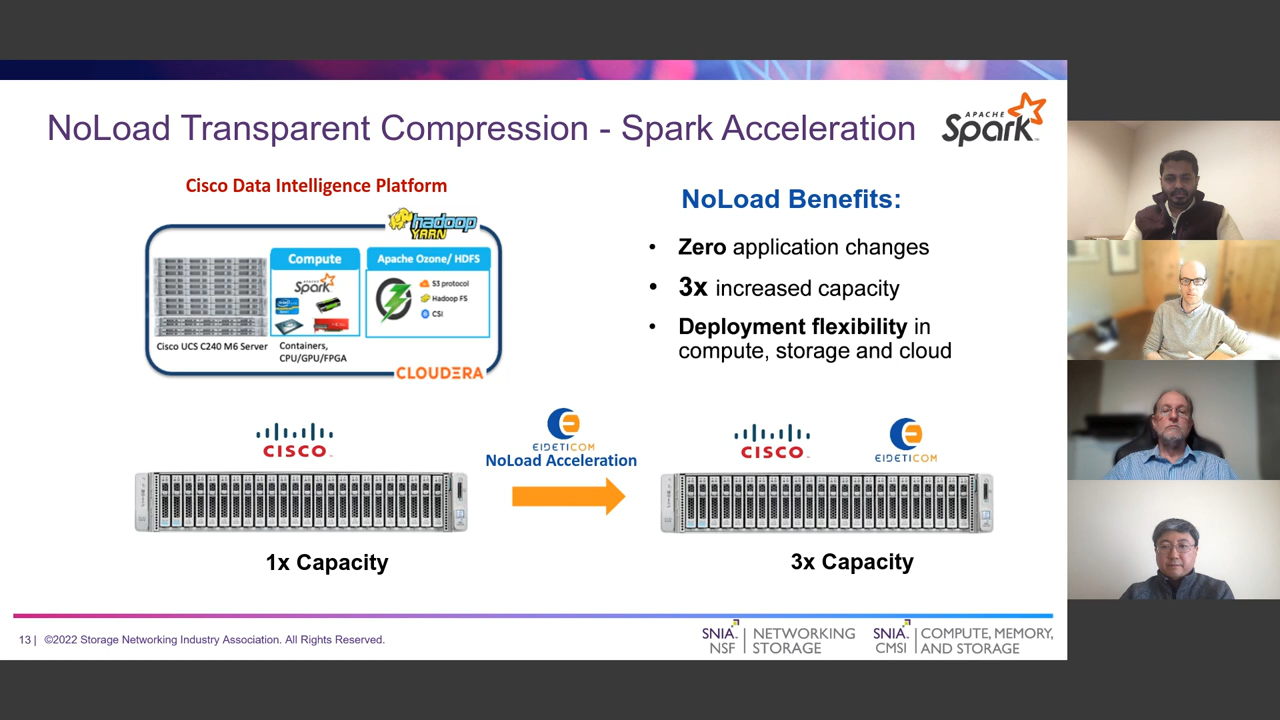 NoLoad Transparent Compression - Spark Acceleration
APACHE
Spark
Cisco Data Intelligence Platform
hadoop
YARN
Compute
APACHE
Spark
Containers,
CPU/GPU/FPGA
Apache Ozone/ HDFS
S3 protocol
Hadoop FS
CSI
Cisco UCS C240 M6 Server
CLOUDERA
NoLoad Benefits:
• Zero application changes
• 3x increased capacity
• Deployment flexibility in
compute, storage and cloud
CISCO
EIDETICOM
NoLoad Acceleration
CISCO
EIDETICOM
1x Capacity
3x Capacity
13 | ©2022 Storage Networking Industry Association. All Rights Reserved.
SNIA NSF | NETWORKING STORAGE
SNIA CMSI | COMPUTE, MEMORY, AND STORAGE